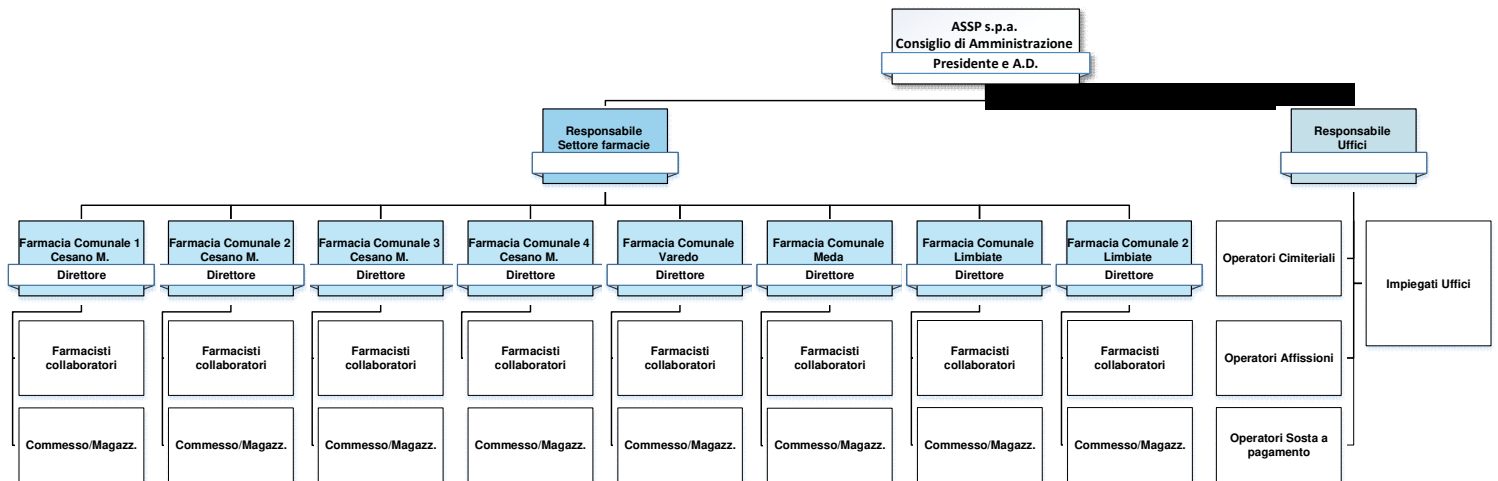 ASSP s.p.a.
Consiglio di Amministrazione
Presidente e A.D.
Responsabile
Settore farmacie
Responsabile
Uffici
Farmacia Comunale 1
Cesano M.
Direttore
Farmacia Comunale 2
Cesano M.
Direttore
Farmacia Comunale 3
Cesano M.
Direttore
Farmacia Comunale 4
Cesano M.
Direttore
Farmacia Comunale
Varedo
Direttore
Farmacia Comunale
Meda
Direttore
Farmacia Comunale
Limbiate
Direttore
Farmacia Comunale 2
Limbiate
Direttore
Operatori Cimiteriali
Impiegati Uffici
Farmacisti
collaboratori
Farmacisti
collaboratori
Farmacisti
collaboratori
Farmacisti
collaboratori
Farmacisti
collaboratori
Farmacisti
collaboratori
Farmacisti
collaboratori
Farmacisti
collaboratori
Operatori Affissioni
Commesso/Magazz.
Commesso/Magazz.
Commesso/Magazz.
Commesso/Magazz.
Commesso/Magazz.
Commesso/Magazz.
Commesso/Magazz.
Commesso/Magazz.
Operatori Sosta a
pagamento